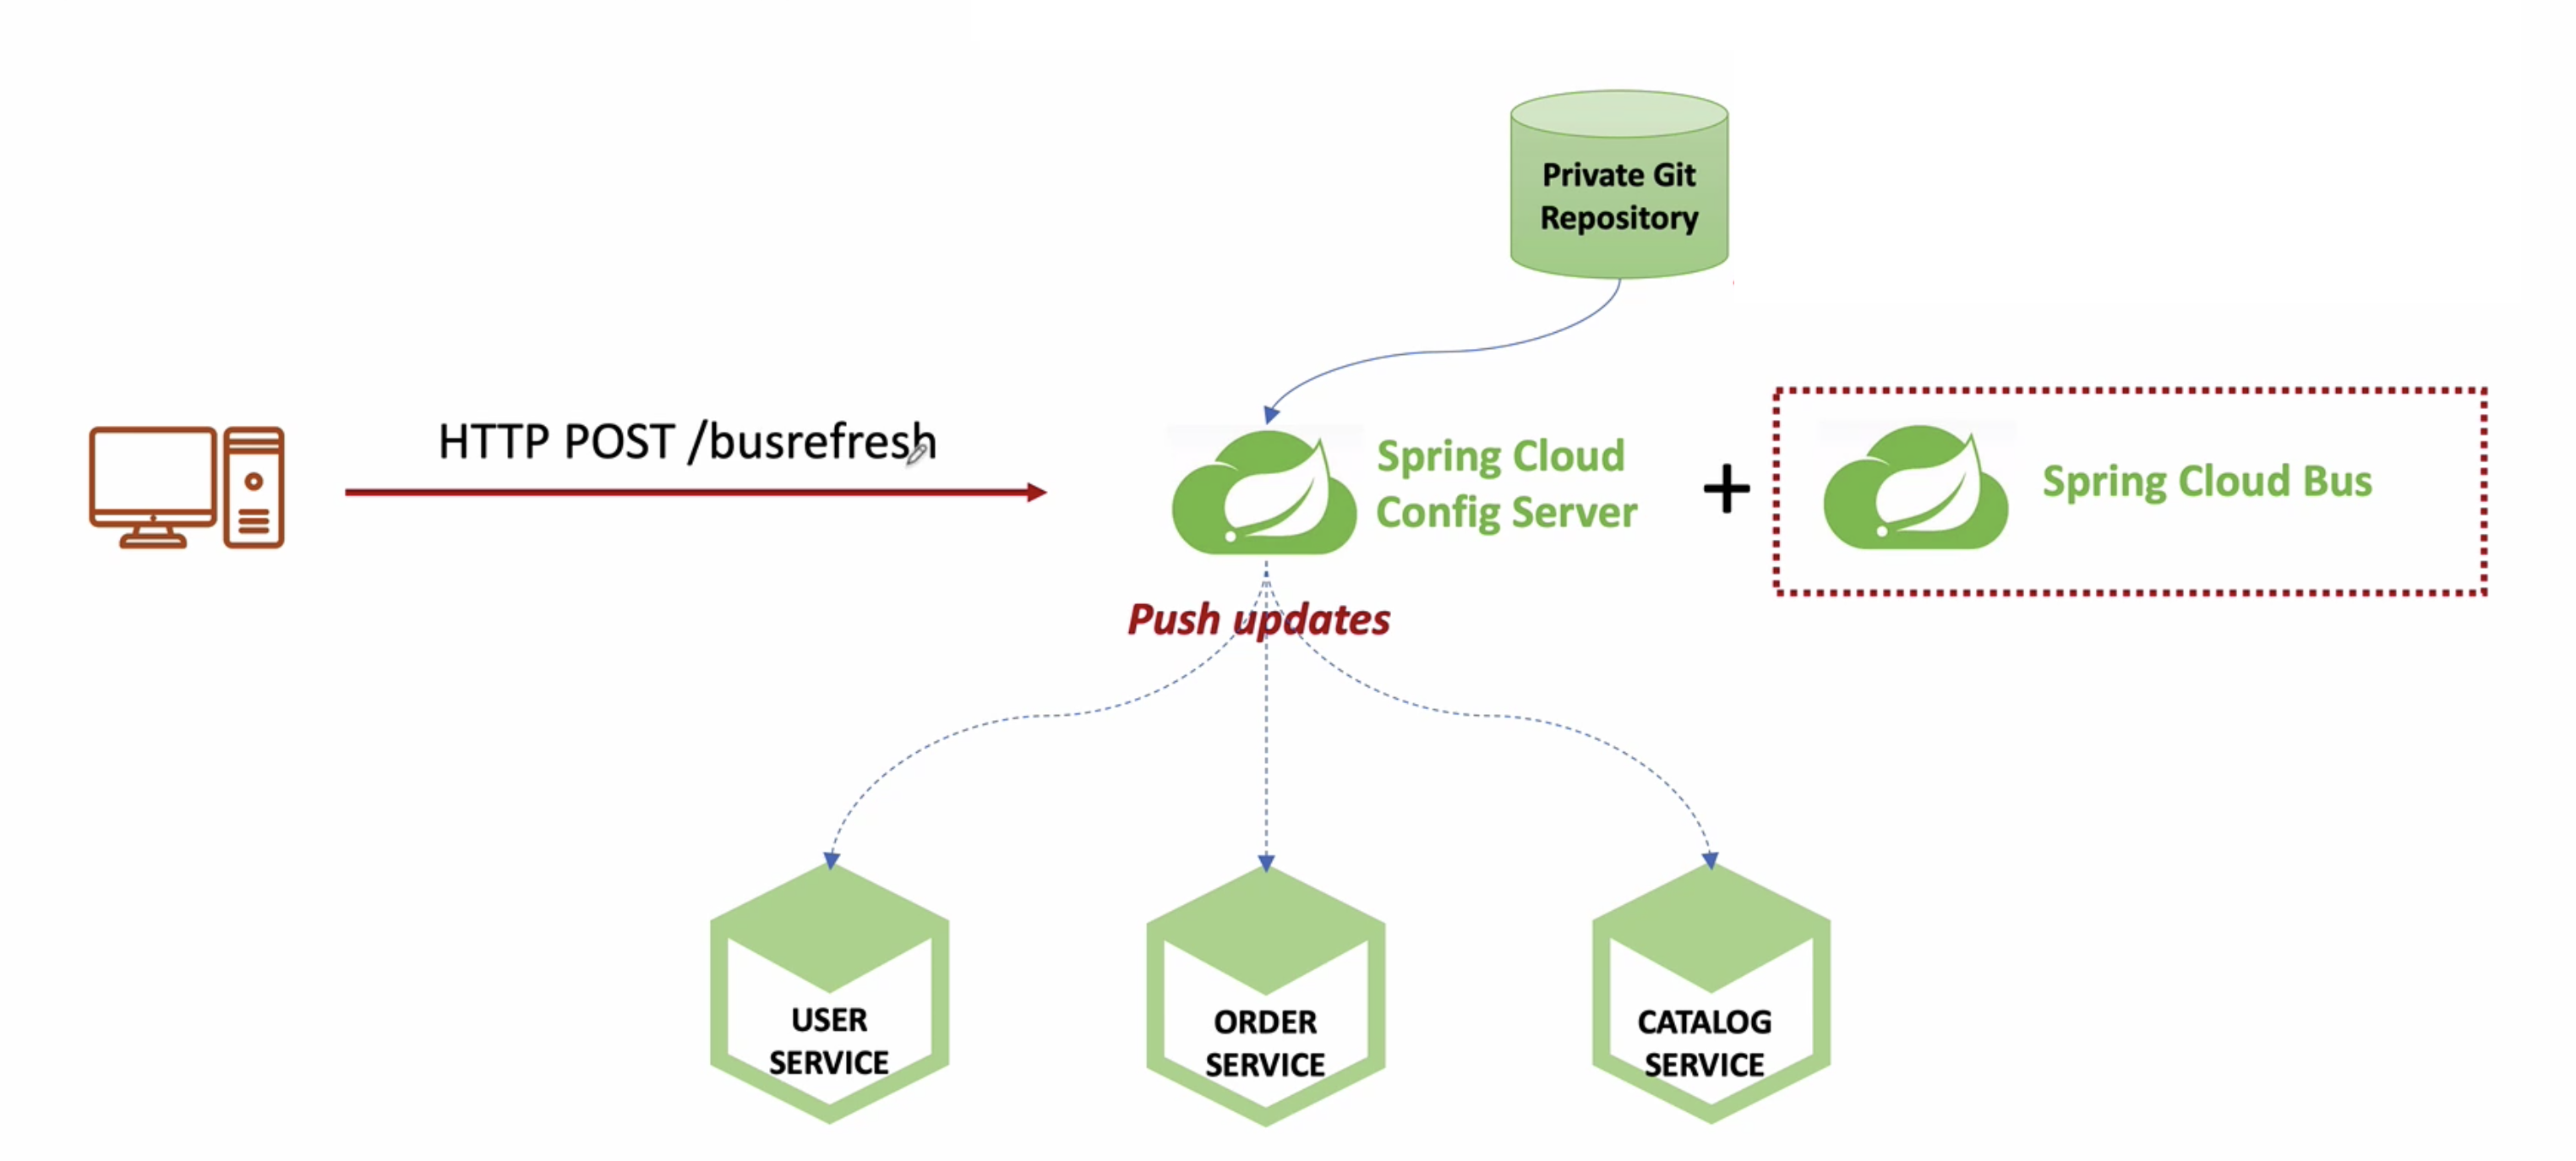 Private Git
Repository
HTTP POST /busrefresh
Spring Cloud
Config Server
+
Spring Cloud Bus
Push updates
USER
SERVICE
ORDER
SERVICE
CATALOG
SERVICE